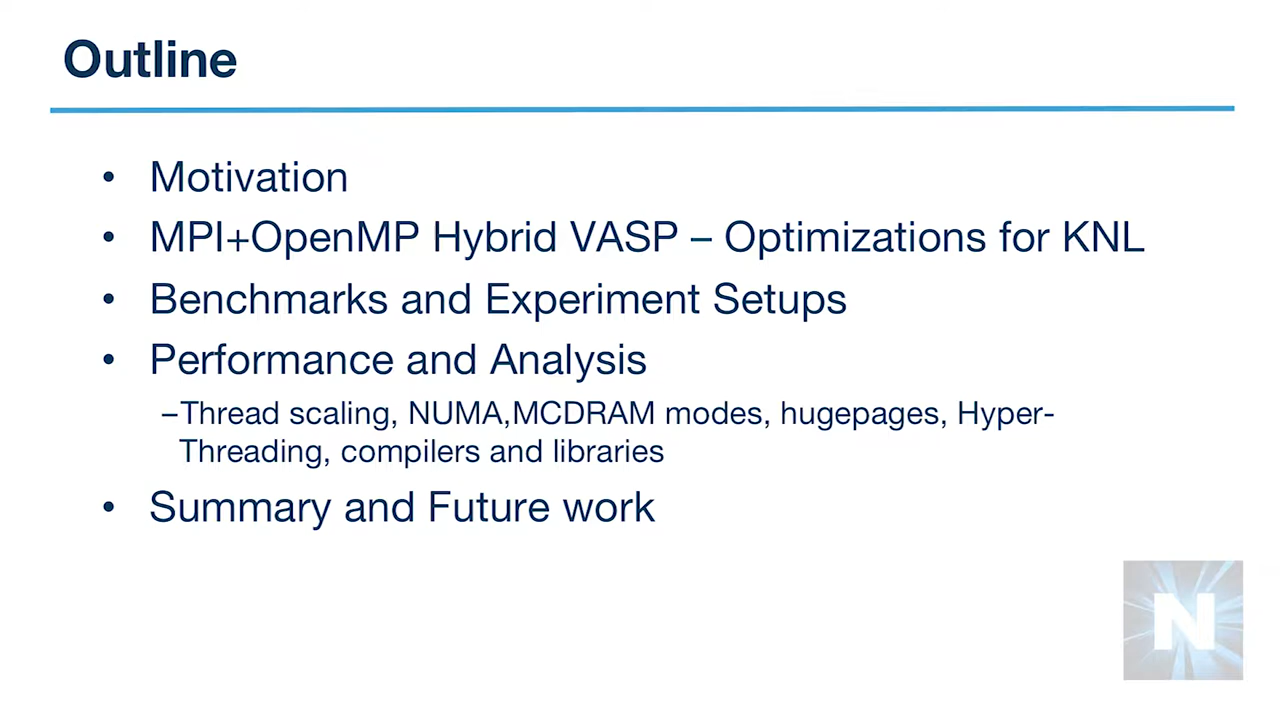 Outline
• Motivation
• MPI+OpenMP Hybrid VASP – Optimizations for KNL
• Benchmarks and Experiment Setups
• Performance and Analysis
–Thread scaling, NUMA,MCDRAM modes, hugepages, Hyper-
Threading, compilers and libraries
• Summary and Future work
N